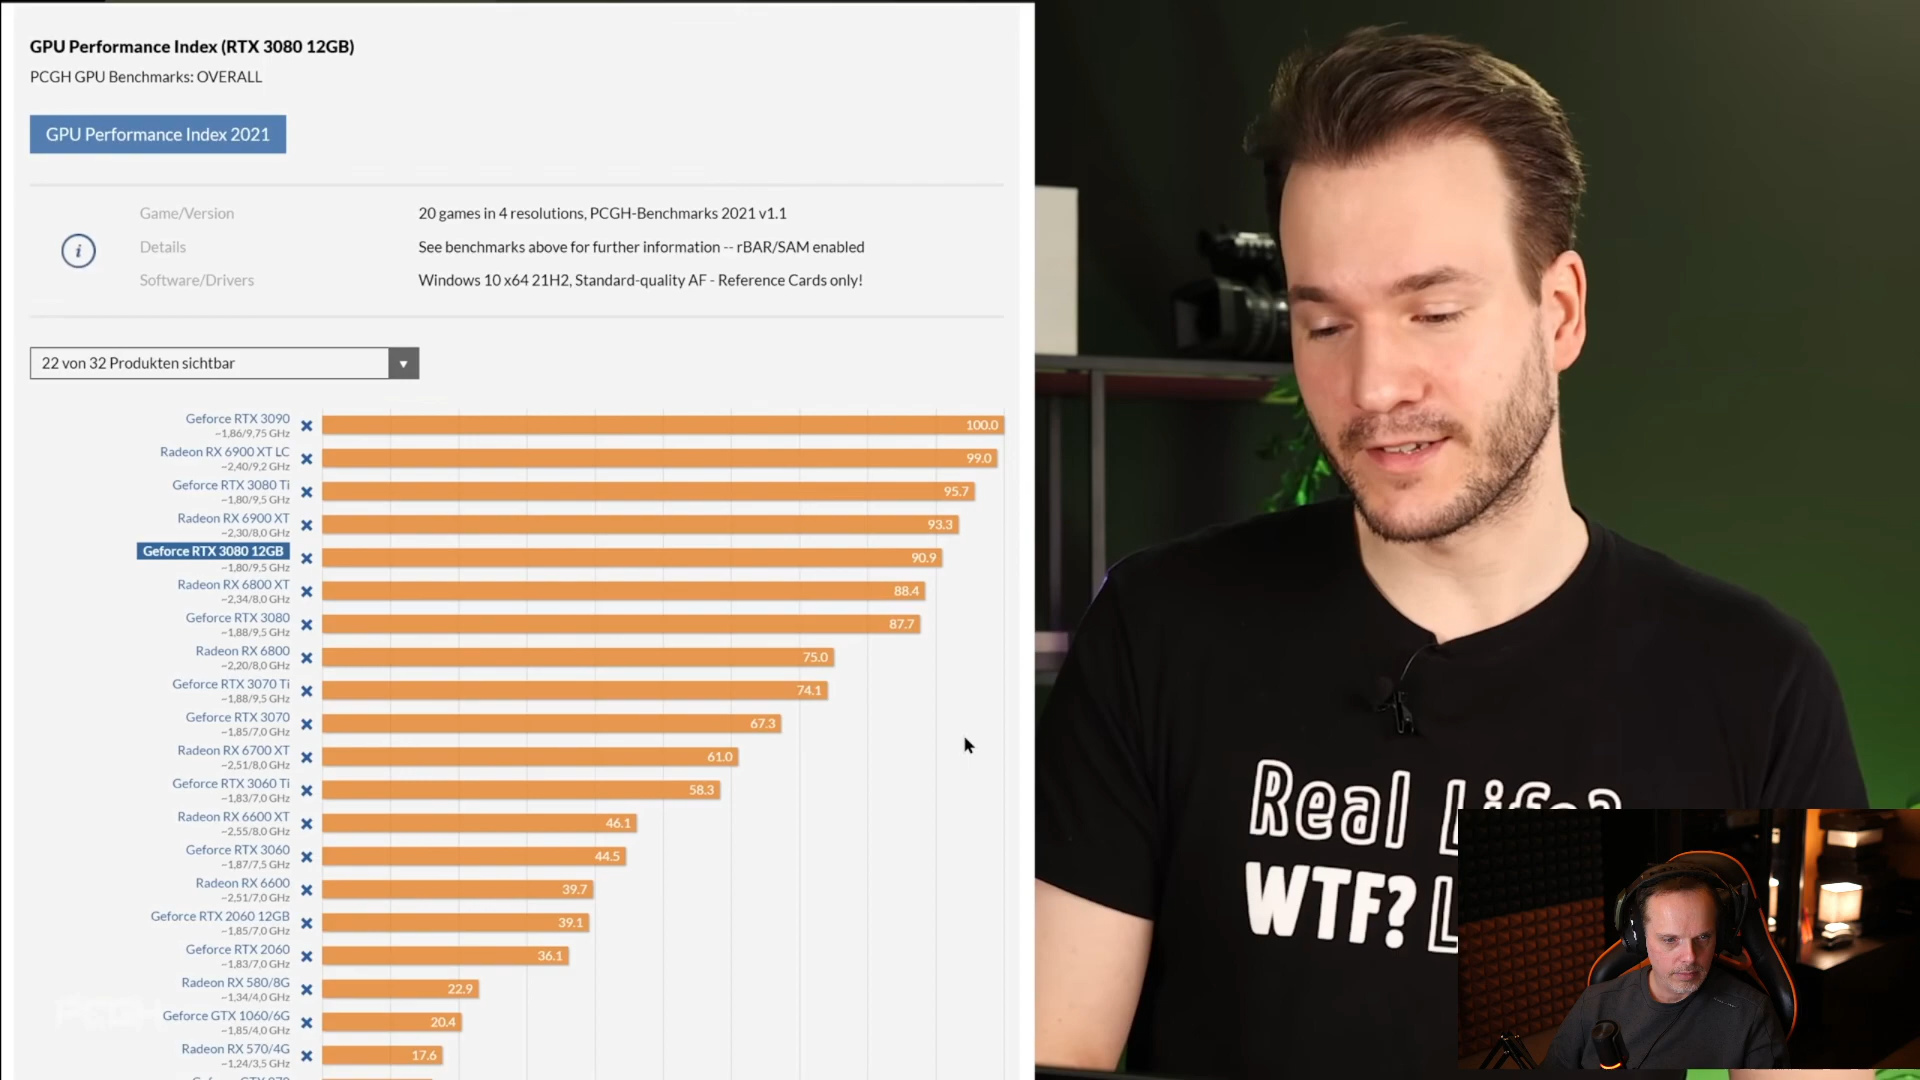 GPU Performance Index (RTX 3080 12GB)
PCGH GPU Benchmarks: OVERALL
GPU Performance Index 2021
Game/Version 20 games in 4 resolutions, PCGH-Benchmarks 2021 v1.1
i
Details See benchmarks above for further information -- rBAR/SAM enabled
Software/Drivers Windows 10 x64 21H2, Standard-quality AF - Reference Cards only!
22 von 32 Produkten sichtbar
Geforce RTX 3090 100.0
~1,86/9,75 GHz
Radeon RX 6900 XT LC 99.0
~2,40/9,2 GHz
Geforce RTX 3080 Ti 95.7
~1,80/9,5 GHz
Radeon RX 6900 XT 93.3
~2,30/8,0 GHz
Geforce RTX 3080 12GB 90.9
~1,80/9,5 GHz
Radeon RX 6800 XT 88.4
~2,34/8,0 GHz
Geforce RTX 3080 87.7
~1,88/9,5 GHz
Radeon RX 6800 75.0
~2,20/8,0 GHz
Geforce RTX 3070 Ti 74.1
~1,88/9,5 GHz
Geforce RTX 3070 67.3
~1,85/7,0 GHz
Radeon RX 6700 XT 61.0
~2,51/8,0 GHz
Geforce RTX 3060 Ti 58.3
~1,83/7,0 GHz
Radeon RX 6600 XT 46.1
~2,55/8,0 GHz
Geforce RTX 3060 44.5
~1,87/7,5 GHz
Radeon RX 6600 39.7
~2,51/7,0 GHz
Geforce RTX 2060 12GB 39.1
~1,85/7,0 GHz
Geforce RTX 2060 36.1
~1,83/7,0 GHz
Radeon RX 580/8G 22.9
~1,34/4,0 GHz
Geforce GTX 1060/6G 20.4
~1,85/4,0 GHz
Radeon RX 570/4G 17.6
~1,24/3,5 GHz
PCGH
Real Life?
WTF? L